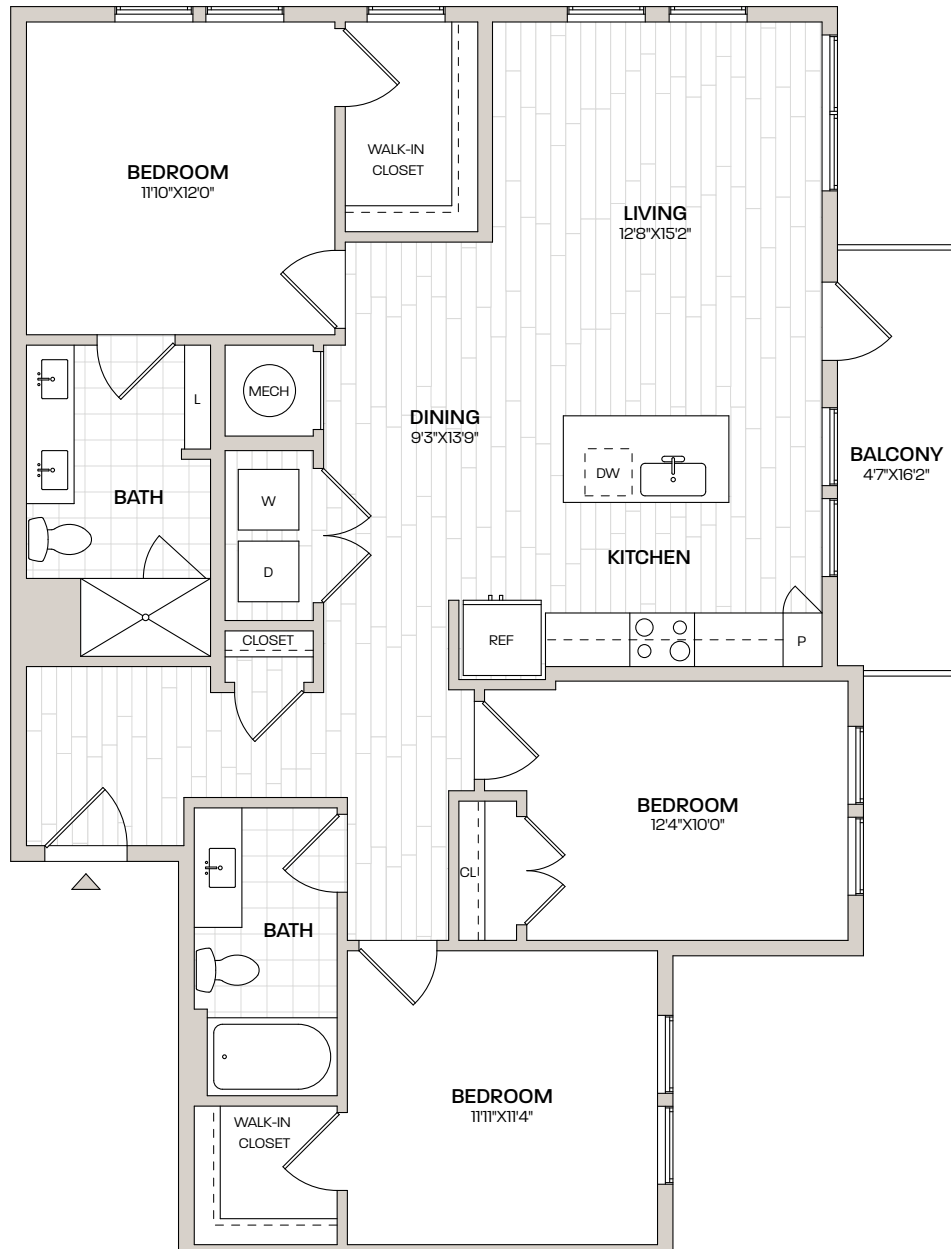 BEDROOM
11'10"X12'0"
WALK-IN
CLOSET
LIVING
12'8"X15'2"
MECH
L
DINING
9'3"X13'9"
BALCONY
4'7"X16'2"
DW
BATH
W
KITCHEN
D
CLOSET
REF
P
BEDROOM
12'4"X10'0"
CL
BATH
BEDROOM
11'11"X11'4"
WALK-IN
CLOSET